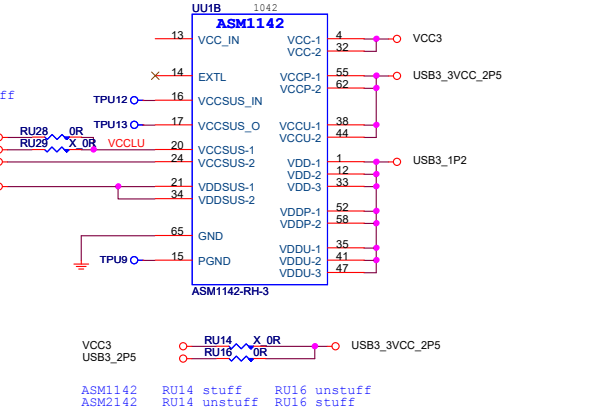 UU1B 1042
ASM1142
13 VCC_IN VCC-1 4 VCC3
VCC-2 32
14 EXTL VCCP-1 55 USB3_3VCC_2P5
VCCP-2 62
ff
TPU12 16 VCCSUS_IN
TPU13 17 VCCSUS_O VCCU-1 38
VCCU-2 44
RU28 0R
RU29 X_0R VCCLU 20 VCCSUS-1
24 VCCSUS-2 VDD-1 1 USB3_1P2
VDD-2 12
21 VDDSUS-1 VDD-3 33
34 VDDSUS-2
VDDP-1 52
VDDP-2 58
65 GND
VDDU-1 35
TPU9 15 PGND VDDU-2 41
VDDU-3 47
ASM1142-RH-3
VCC3 RU14 X_0R USB3_3VCC_2P5
USB3_2P5 RU16 0R
ASM1142 RU14 stuff RU16 unstuff
ASM2142 RU14 unstuff RU16 stuff